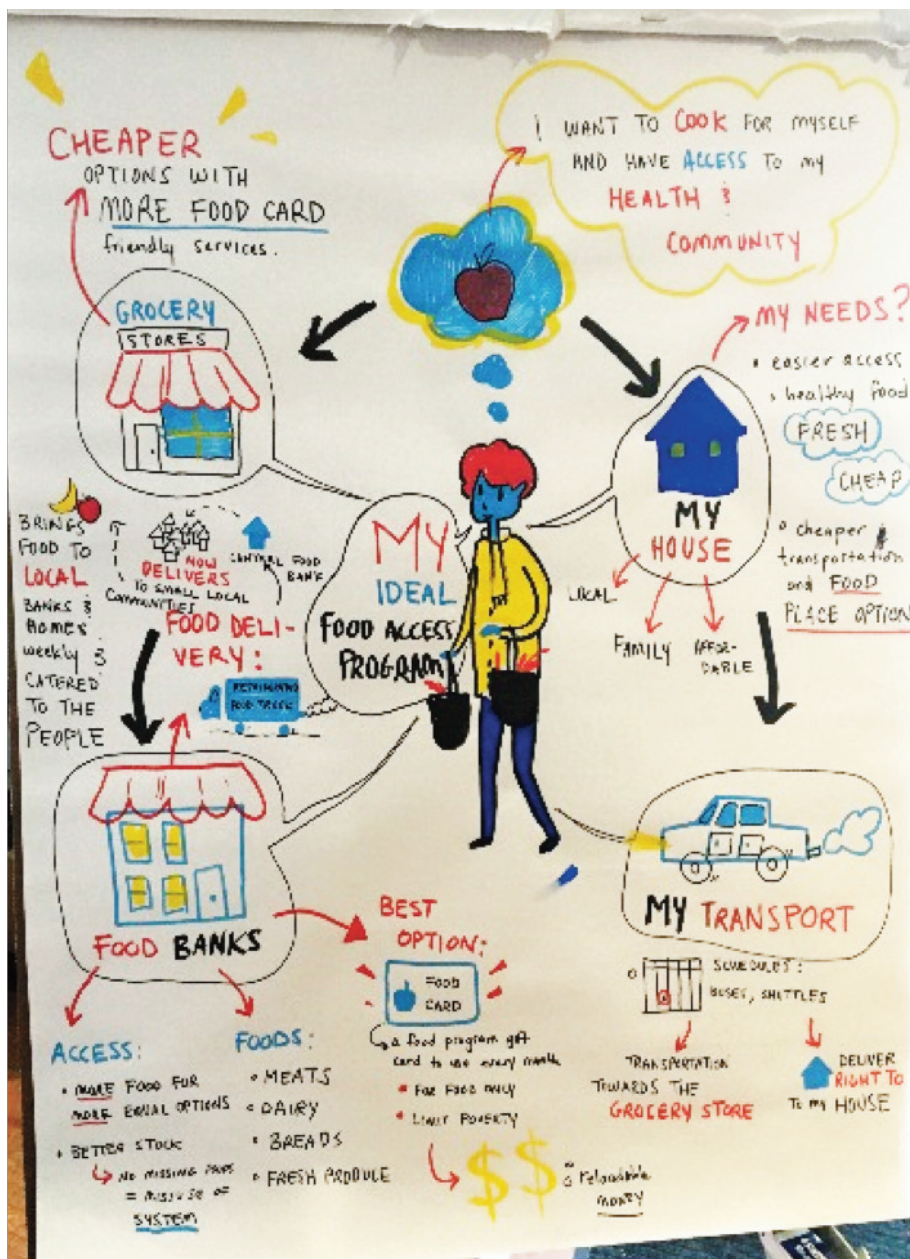 CHEAPER
OPTIONS WITH
MORE FOOD CARD
friendly services.
I WANT TO COOK FOR MYSELF
AND HAVE ACCESS TO MY
HEALTH &
COMMUNITY
GROCERY
STORES
MY NEEDS?
• easier access
• healthy food
FRESH
CHEAP
• cheaper
transportation
and FOOD
PLACE OPTION
MY
HOUSE
LOCAL
FAMILY
AFFOR-
DABLE
MY
IDEAL
FOOD ACCESS
PROGRAM
BRINGS
FOOD TO
LOCAL
BANKS &
HOMES
weekly &
CATERED
TO THE
PEOPLE
NOW
DELIVERS
TO SMALL LOCAL
COMMUNITIES
CENTRAL FOOD
BANK
FOOD DELI-
VERY:
FOOD TRUCK
FOOD BANKS
ACCESS:
• MORE FOOD FOR
MORE EQUAL OPTIONS
• BETTER STOCK
NO MISSING
= MISUSE OF
SYSTEM
FOODS:
• MEATS
• DAIRY
• BREADS
• FRESH PRODUCE
BEST
OPTION:
FOOD
CARD
a food program gift
card to use every month
• FOR FOOD ONLY
• LIMIT POVERTY
$$
reloadable
MONEY
MY TRANSPORT
SCHEDULES:
BUSES, SHUTTLES
TRANSPORTATION
TOWARDS THE
GROCERY STORE
DELIVER
RIGHT TO
TO MY HOUSE